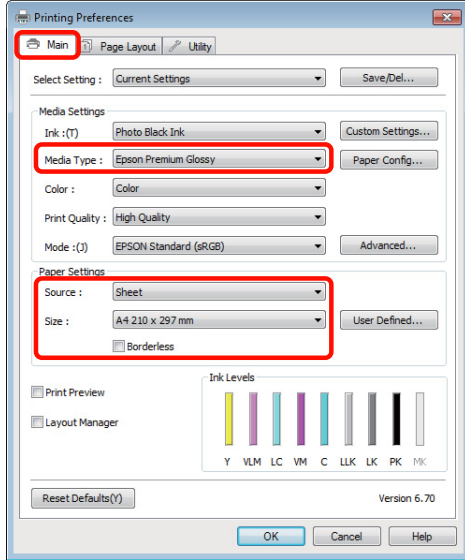 Printing Preferences
Main Page Layout Utility
Select Setting : Current Settings Save/Del...
Media Settings
Ink :(T) Photo Black Ink Custom Settings...
Media Type : Epson Premium Glossy Paper Config...
Color : Color
Print Quality : High Quality
Mode :(J) EPSON Standard (sRGB) Advanced...
Paper Settings
Source : Sheet
Size : A4 210 x 297 mm User Defined...
Borderless
Print Preview
Layout Manager
Ink Levels
Y VLM LC VM C LLK LK PK MK
Reset Defaults(Y) Version 6.70
OK Cancel Help